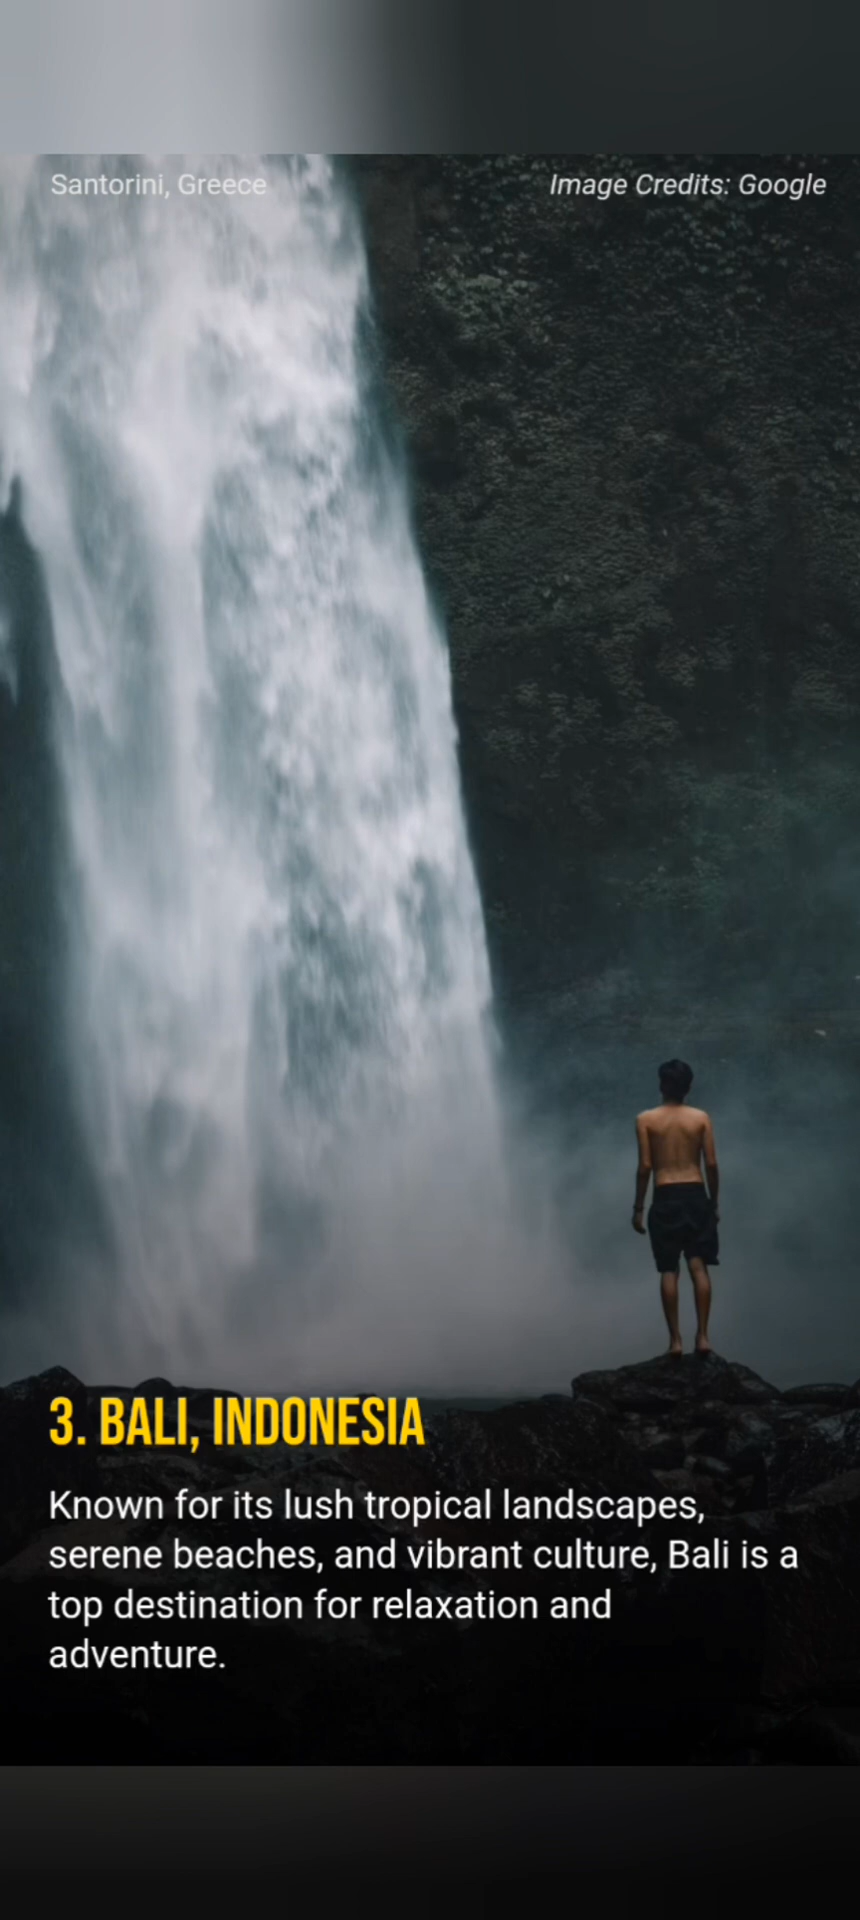 Santorini, Greece
Image Credits: Google
3. BALI, INDONESIA
Known for its lush tropical landscapes,
serene beaches, and vibrant culture, Bali is a
top destination for relaxation and
adventure.